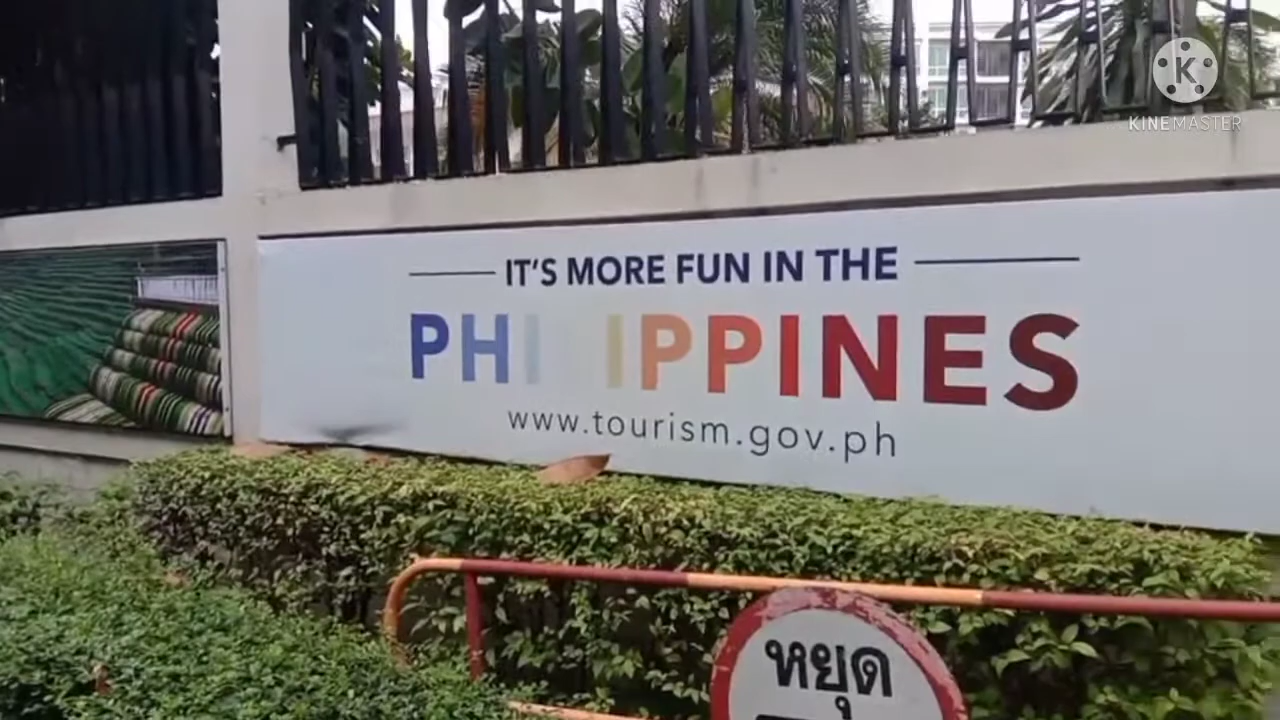 K
KINEMASTER
IT'S MORE FUN IN THE
PHILIPPINES
www.tourism.gov.ph
หยุด